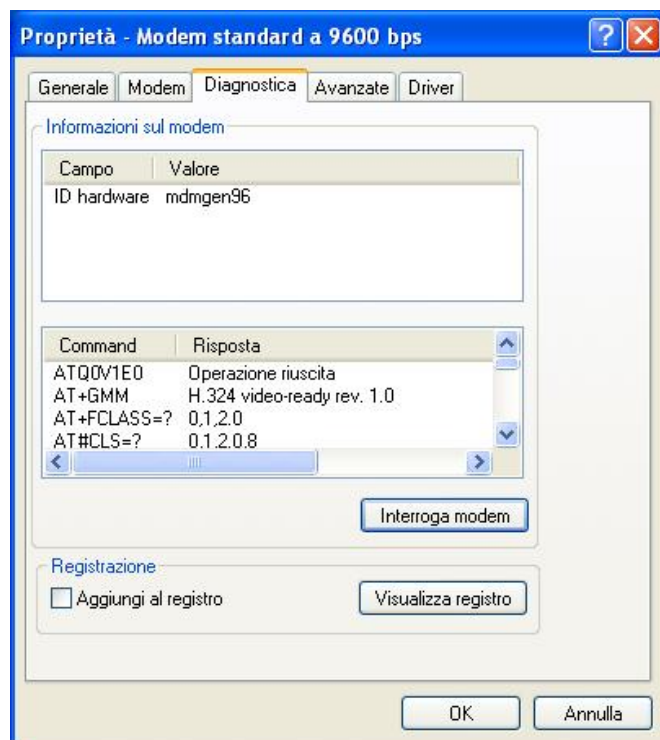 Proprietà - Modem standard a 9600 bps
Generale Modem Diagnostica Avanzate Driver
Informazioni sul modem
Campo Valore
ID hardware mdmgen96
Command Risposta
ATQ0V1E0 Operazione riuscita
AT+GMM H.324 video-ready rev. 1.0
AT+FCLASS=? 0,1,2.0
AT#CLS=? 0.1.2.0.8
Interroga modem
Registrazione
Aggiungi al registro Visualizza registro
OK Annulla